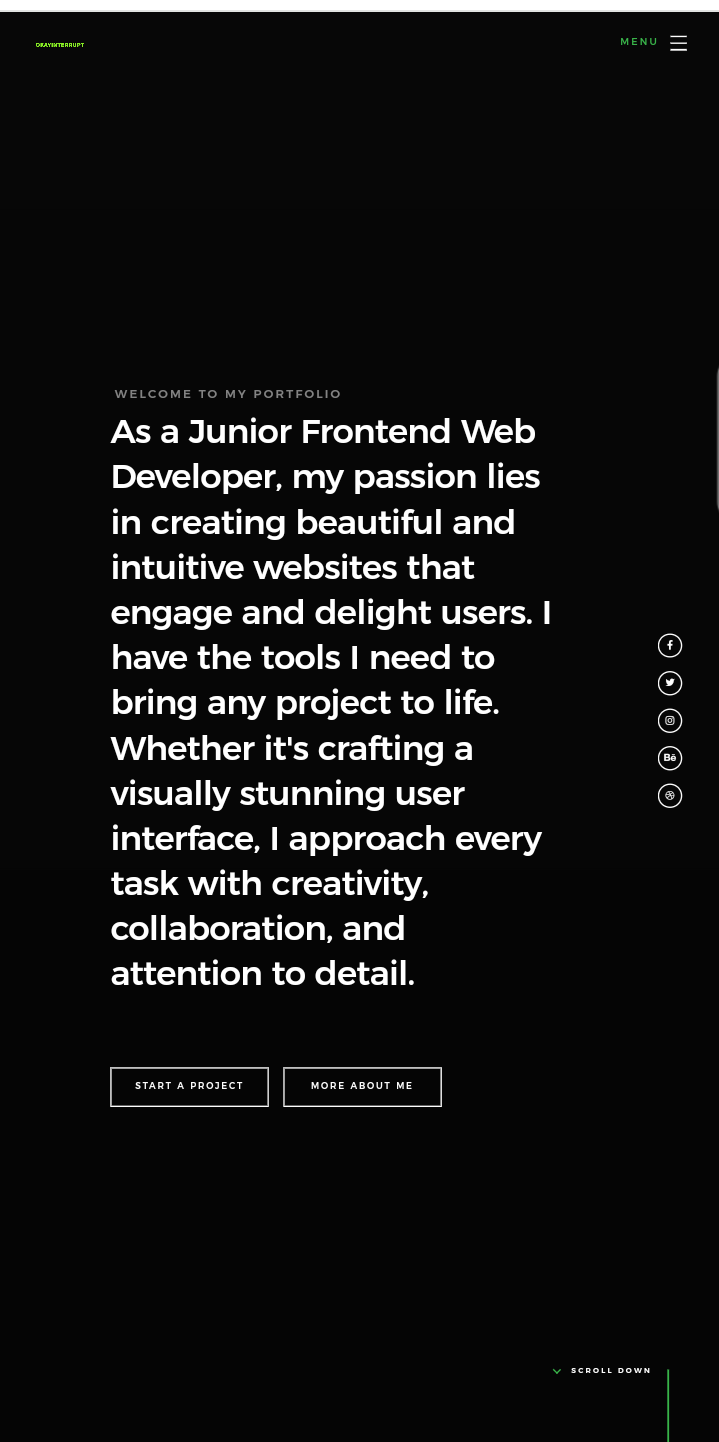 OKAYINTERRUPT
MENU
WELCOME TO MY PORTFOLIO
As a Junior Frontend Web
Developer, my passion lies
in creating beautiful and
intuitive websites that
engage and delight users. I
have the tools I need to
bring any project to life.
Whether it's crafting a
visually stunning user
interface, I approach every
task with creativity,
collaboration, and
attention to detail.
Bē
START A PROJECT
MORE ABOUT ME
SCROLL DOWN